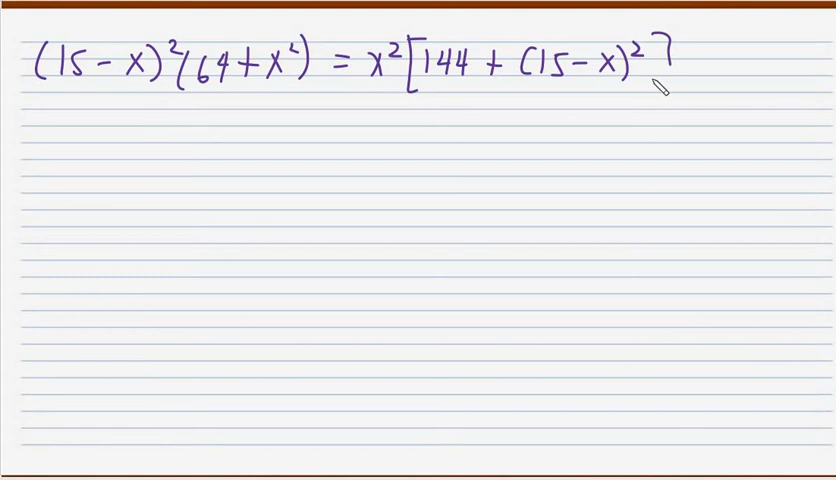 (15 - x)²(64 + x²) = x²[144 + (15 - x)²]